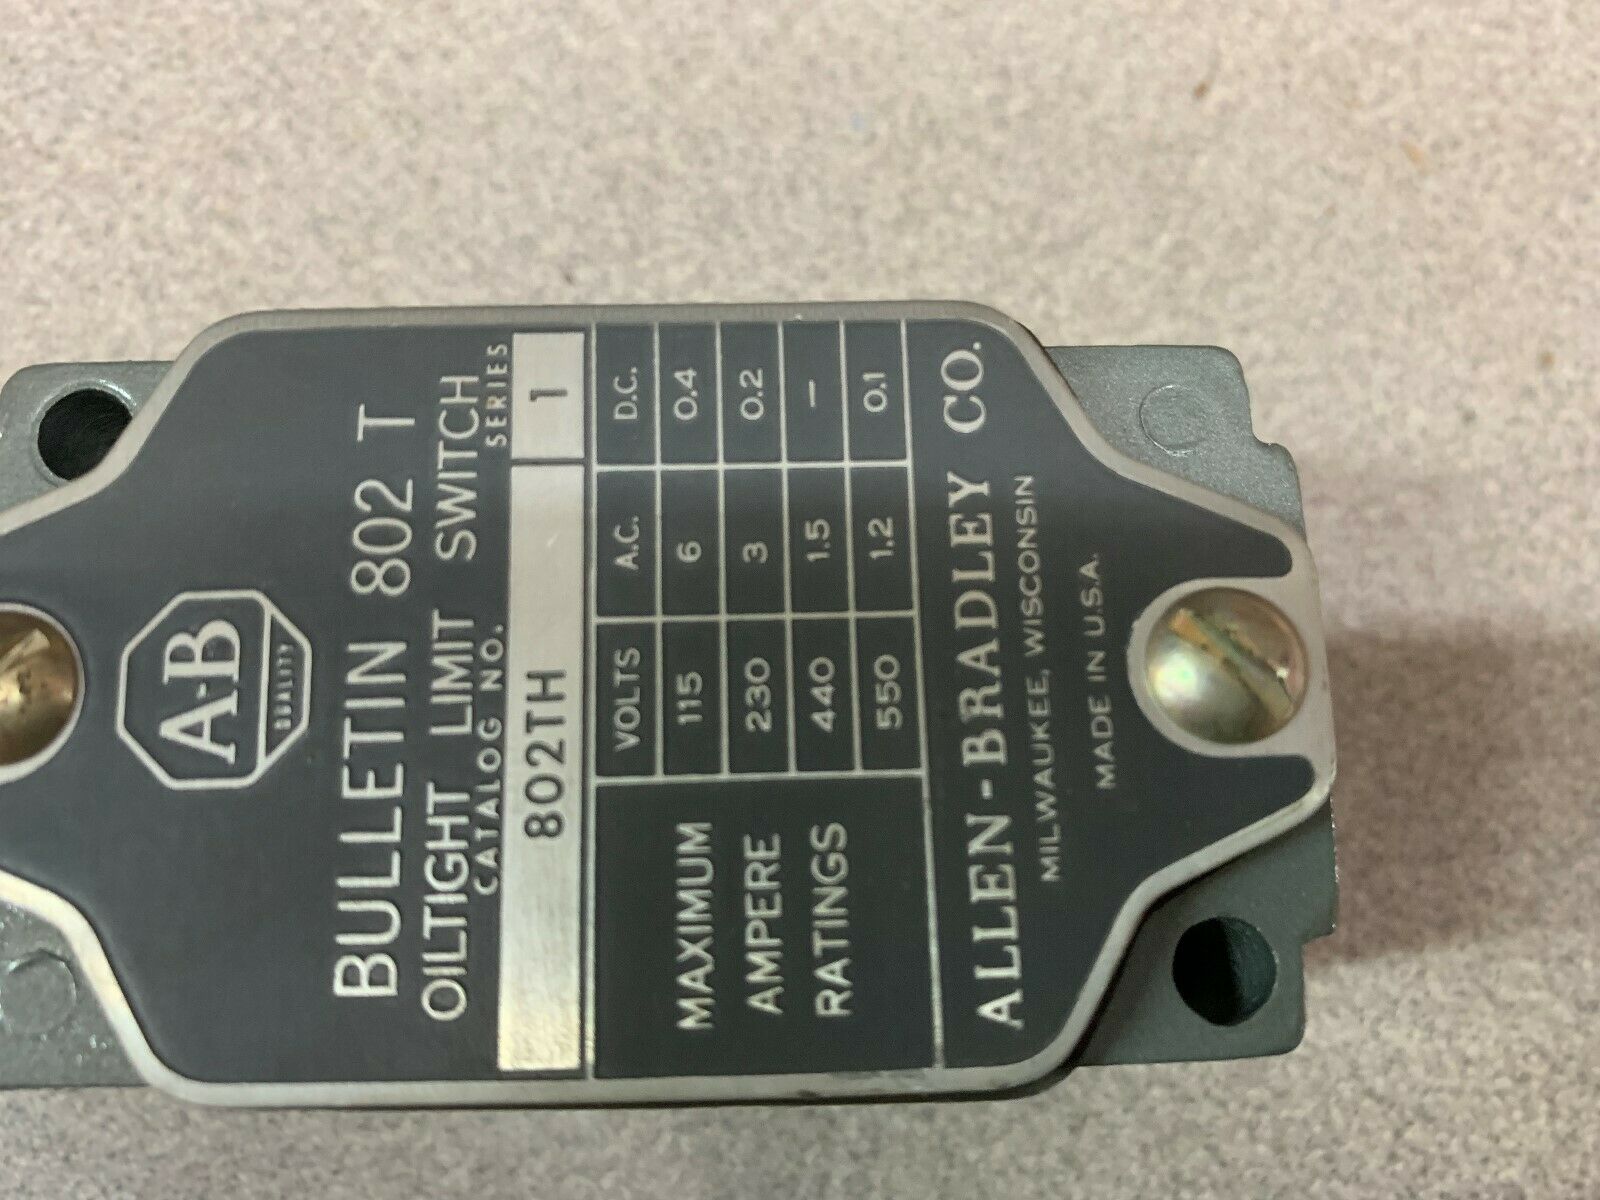 A-B
QUALITY
BULLETIN 802 T
OILTIGHT LIMIT SWITCH
CATALOG NO. SERIES
802TH 1
MAXIMUM AMPERE RATINGS
VOLTS A.C. D.C.
115 6 0.4
230 3 0.2
440 1.5 –
550 1.2 0.1
ALLEN-BRADLEY CO.
MILWAUKEE, WISCONSIN
MADE IN U.S.A.